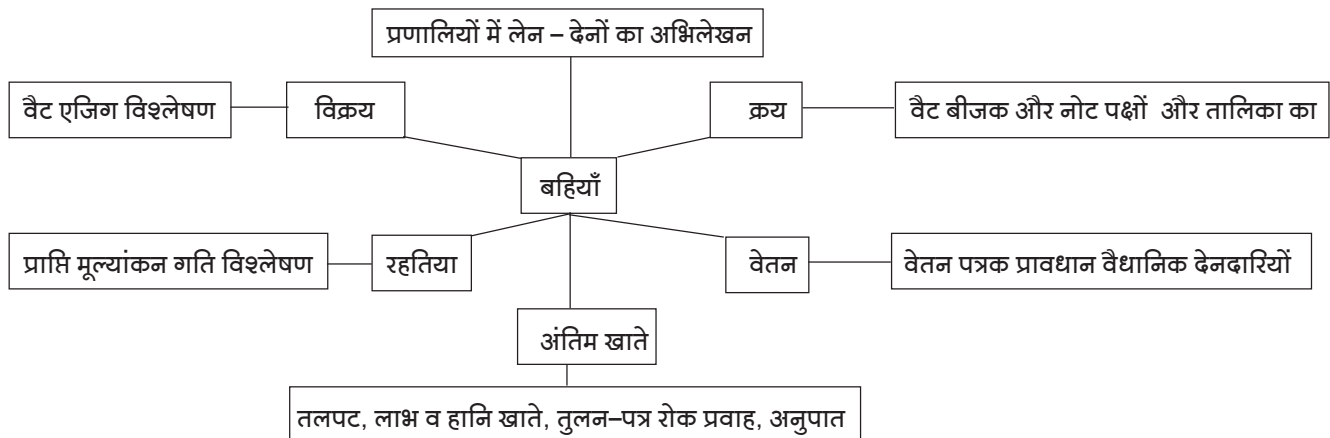 प्रणालियों में लेन – देनों का अभिलेखन
वैट एजिग विश्लेषण
विक्रय
क्रय
वैट बीजक और नोट पक्षों और तालिका का
बहियाँ
प्राप्ति मूल्यांकन गति विश्लेषण
रहतिया
वेतन
वेतन पत्रक प्रावधान वैधानिक देनदारियों
अंतिम खाते
तलपट, लाभ व हानि खाते, तुलन–पत्र रोक प्रवाह, अनुपात